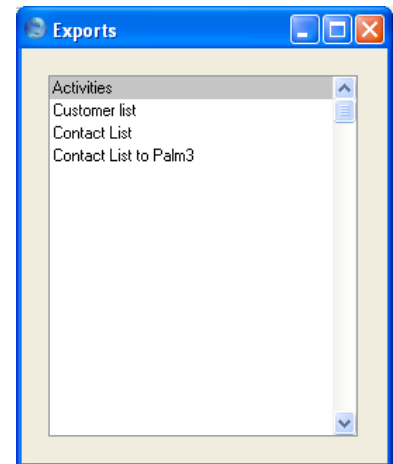 Exports
Activities
Customer list
Contact List
Contact List to Palm3